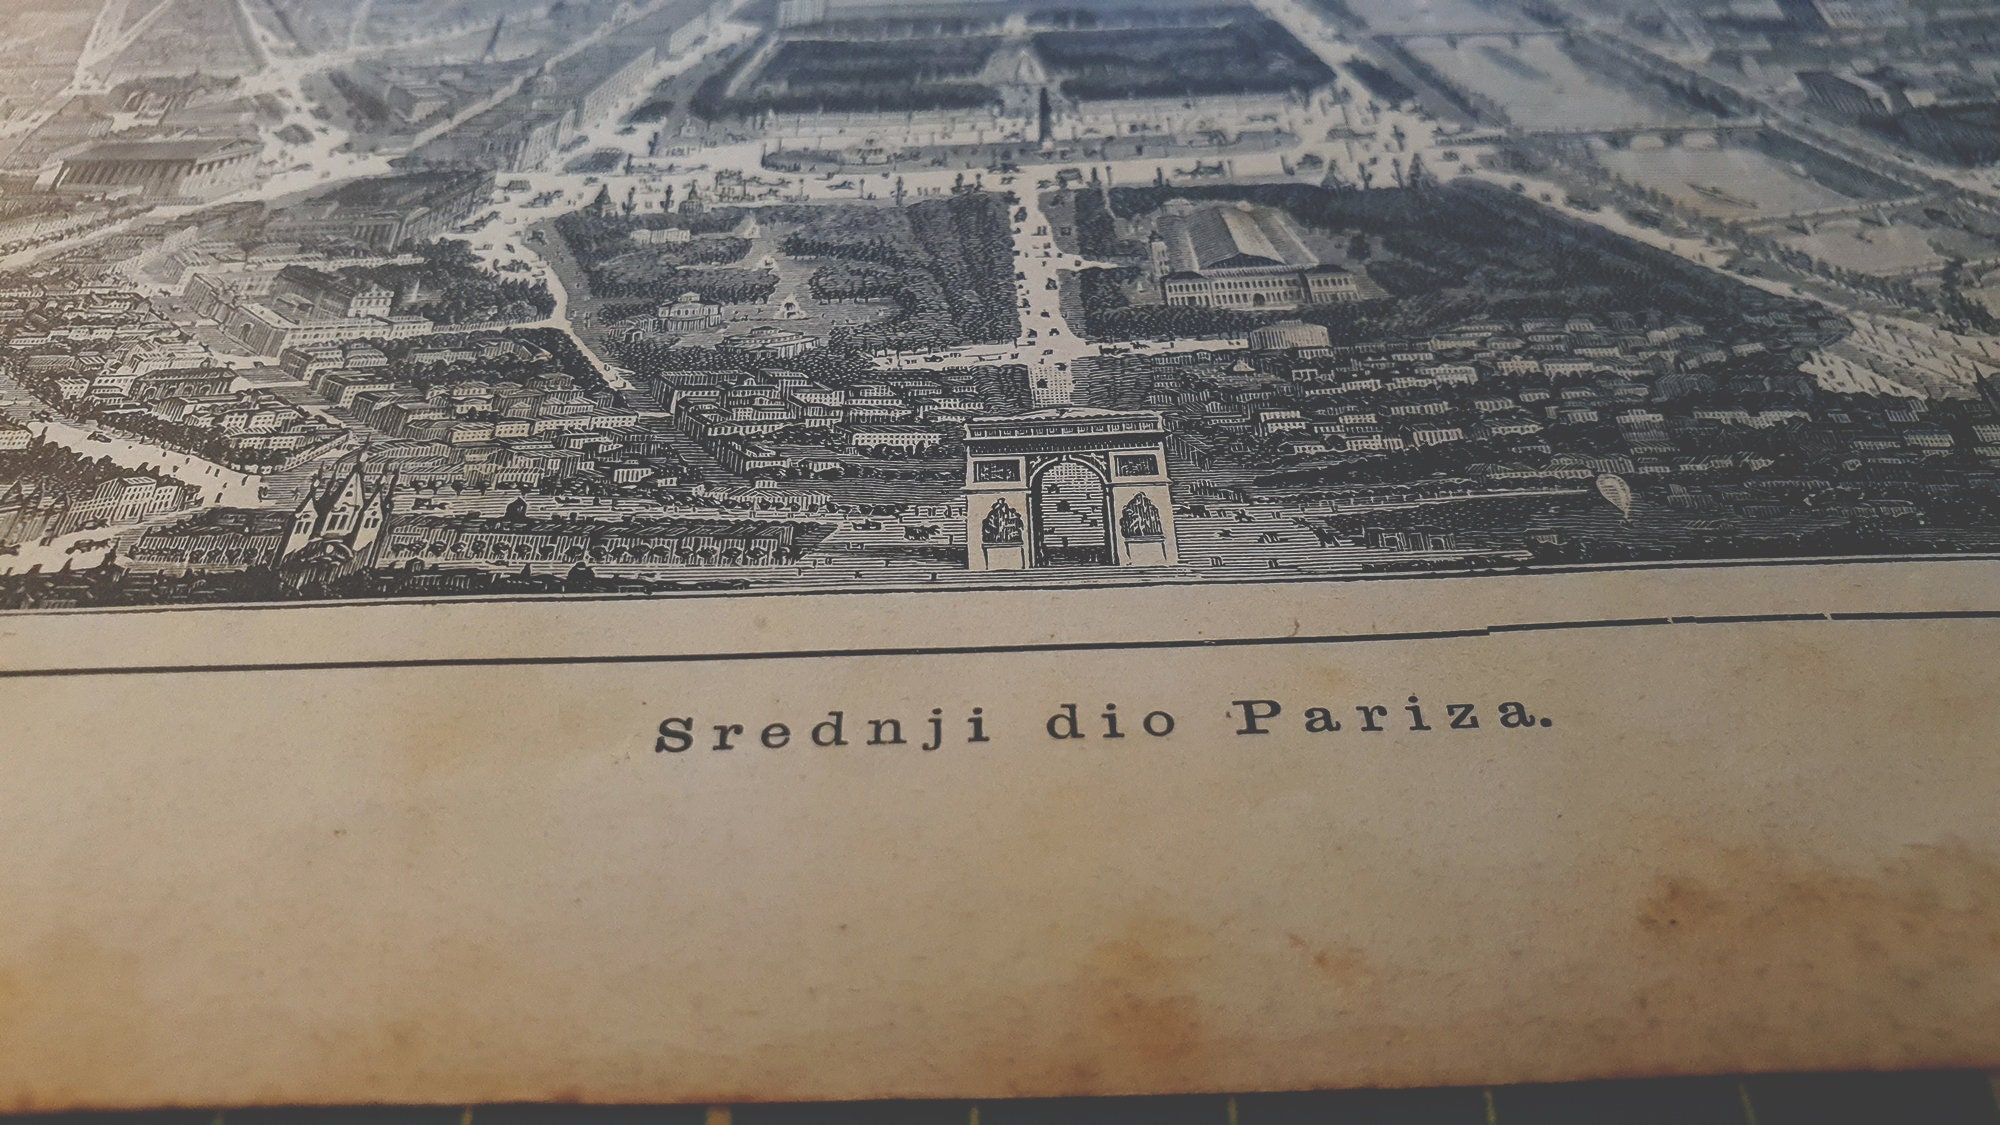 Srednji dio Pariza.